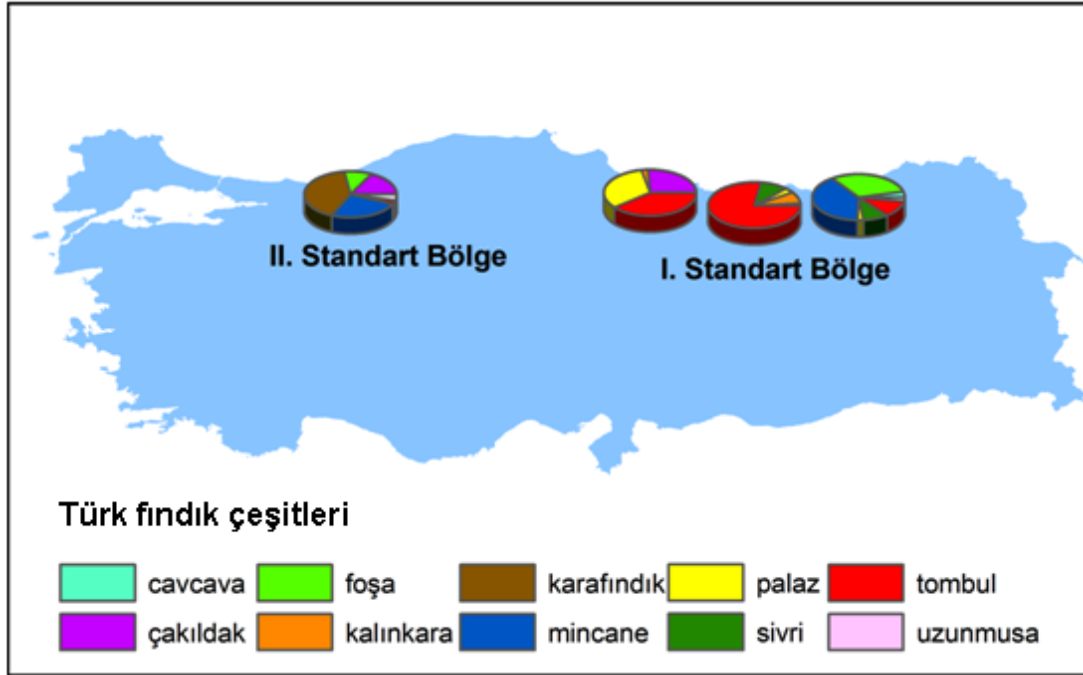 II. Standart Bölge
I. Standart Bölge
Türk fındık çeşitleri
cavcava foşa karafındık palaz tombul
çakıldak kalınkara mincane sivri uzunmusa